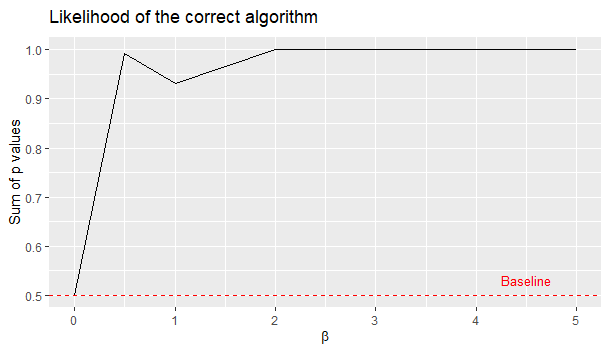 Likelihood of the correct algorithm
Sum of p values
1.0
0.9
0.8
0.7
0.6
0.5
Baseline
0 1 2 3 4 5
β